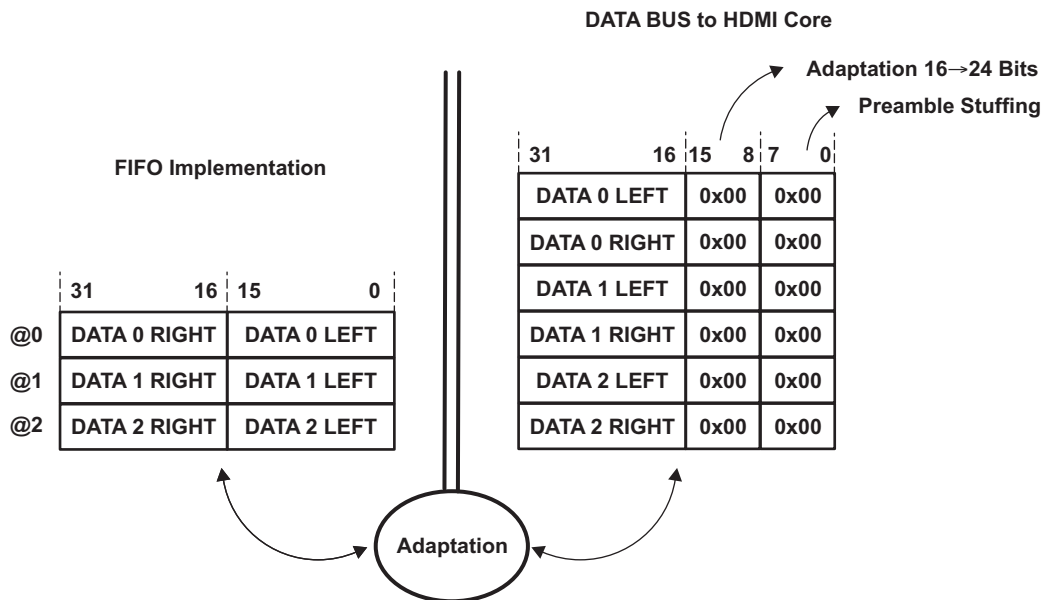 DATA BUS to HDMI Core
Adaptation 16→24 Bits
Preamble Stuffing
FIFO Implementation
31 16 15 8 7 0
DATA 0 LEFT 0x00 0x00
DATA 0 RIGHT 0x00 0x00
DATA 1 LEFT 0x00 0x00
DATA 1 RIGHT 0x00 0x00
DATA 2 LEFT 0x00 0x00
DATA 2 RIGHT 0x00 0x00
31 16 15 0
@0 DATA 0 RIGHT DATA 0 LEFT
@1 DATA 1 RIGHT DATA 1 LEFT
@2 DATA 2 RIGHT DATA 2 LEFT
Adaptation